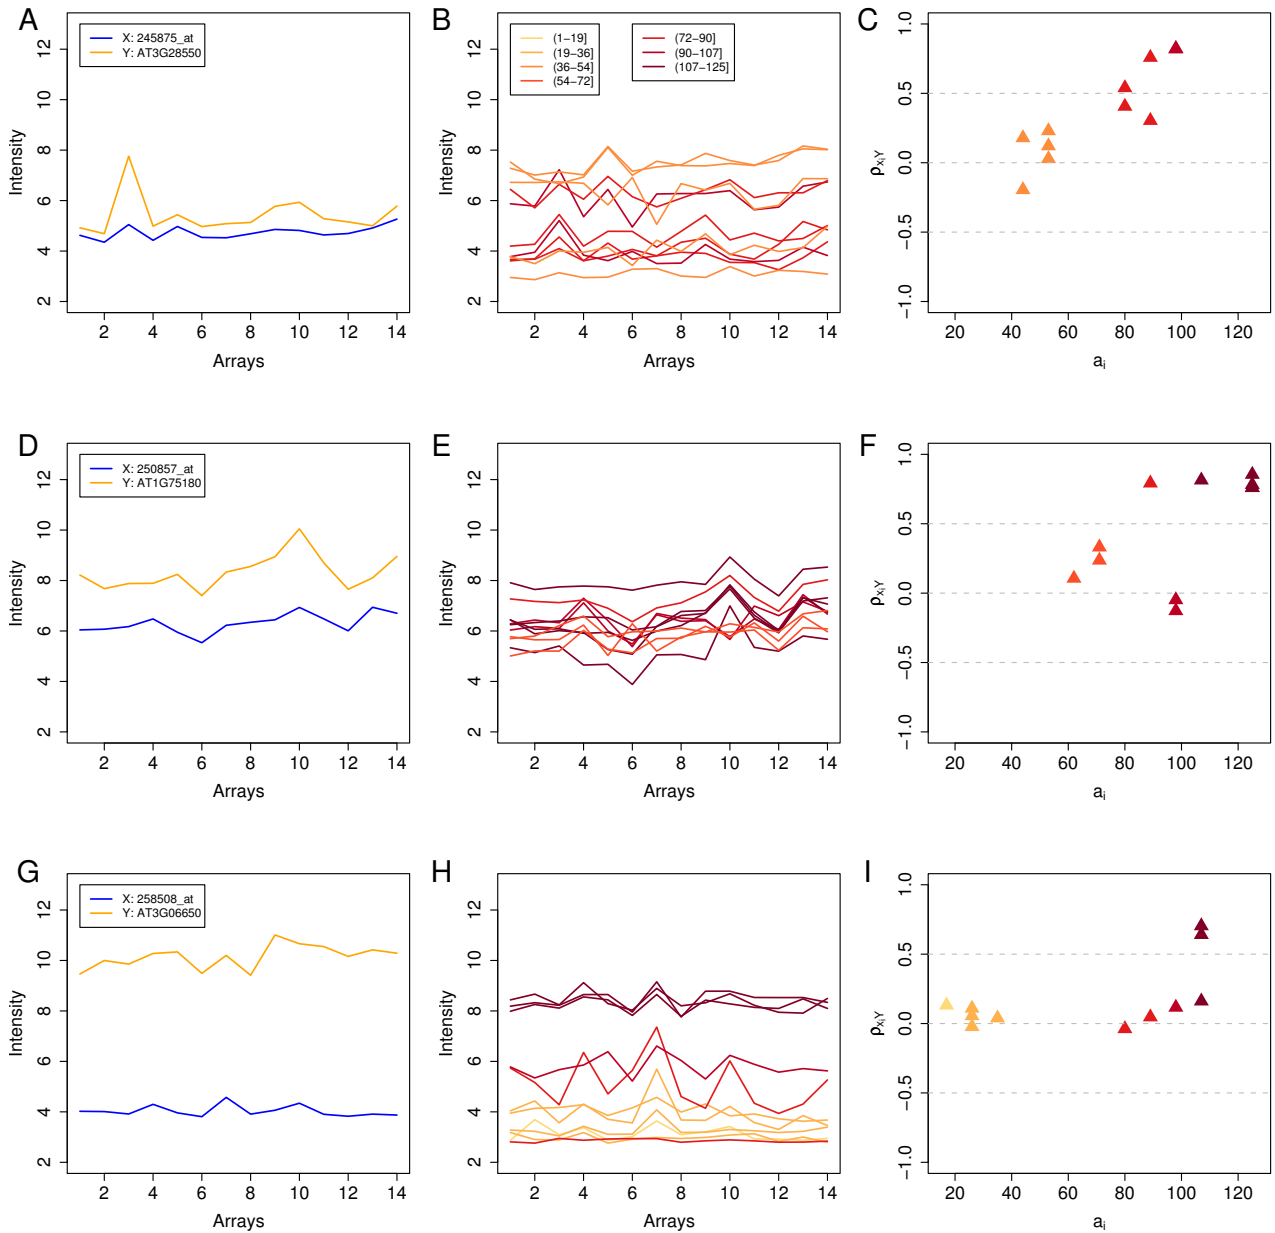 A
X: 245875_at
Y: AT3G28550
Intensity
2 4 6 8 10 12
2 4 6 8 10 12 14
Arrays
B
(1−19]
(19−36]
(36−54]
(54−72]
(72−90]
(90−107]
(107−125]
Intensity
2 4 6 8 10 12
2 4 6 8 10 12 14
Arrays
C
ρXiY
−1.0 −0.5 0.0 0.5 1.0
20 40 60 80 100 120
ai
D
X: 250857_at
Y: AT1G75180
Intensity
2 4 6 8 10 12
2 4 6 8 10 12 14
Arrays
E
Intensity
2 4 6 8 10 12
2 4 6 8 10 12 14
Arrays
F
ρXiY
−1.0 −0.5 0.0 0.5 1.0
20 40 60 80 100 120
ai
G
X: 258508_at
Y: AT3G06650
Intensity
2 4 6 8 10 12
2 4 6 8 10 12 14
Arrays
H
Intensity
2 4 6 8 10 12
2 4 6 8 10 12 14
Arrays
I
ρXiY
−1.0 −0.5 0.0 0.5 1.0
20 40 60 80 100 120
ai